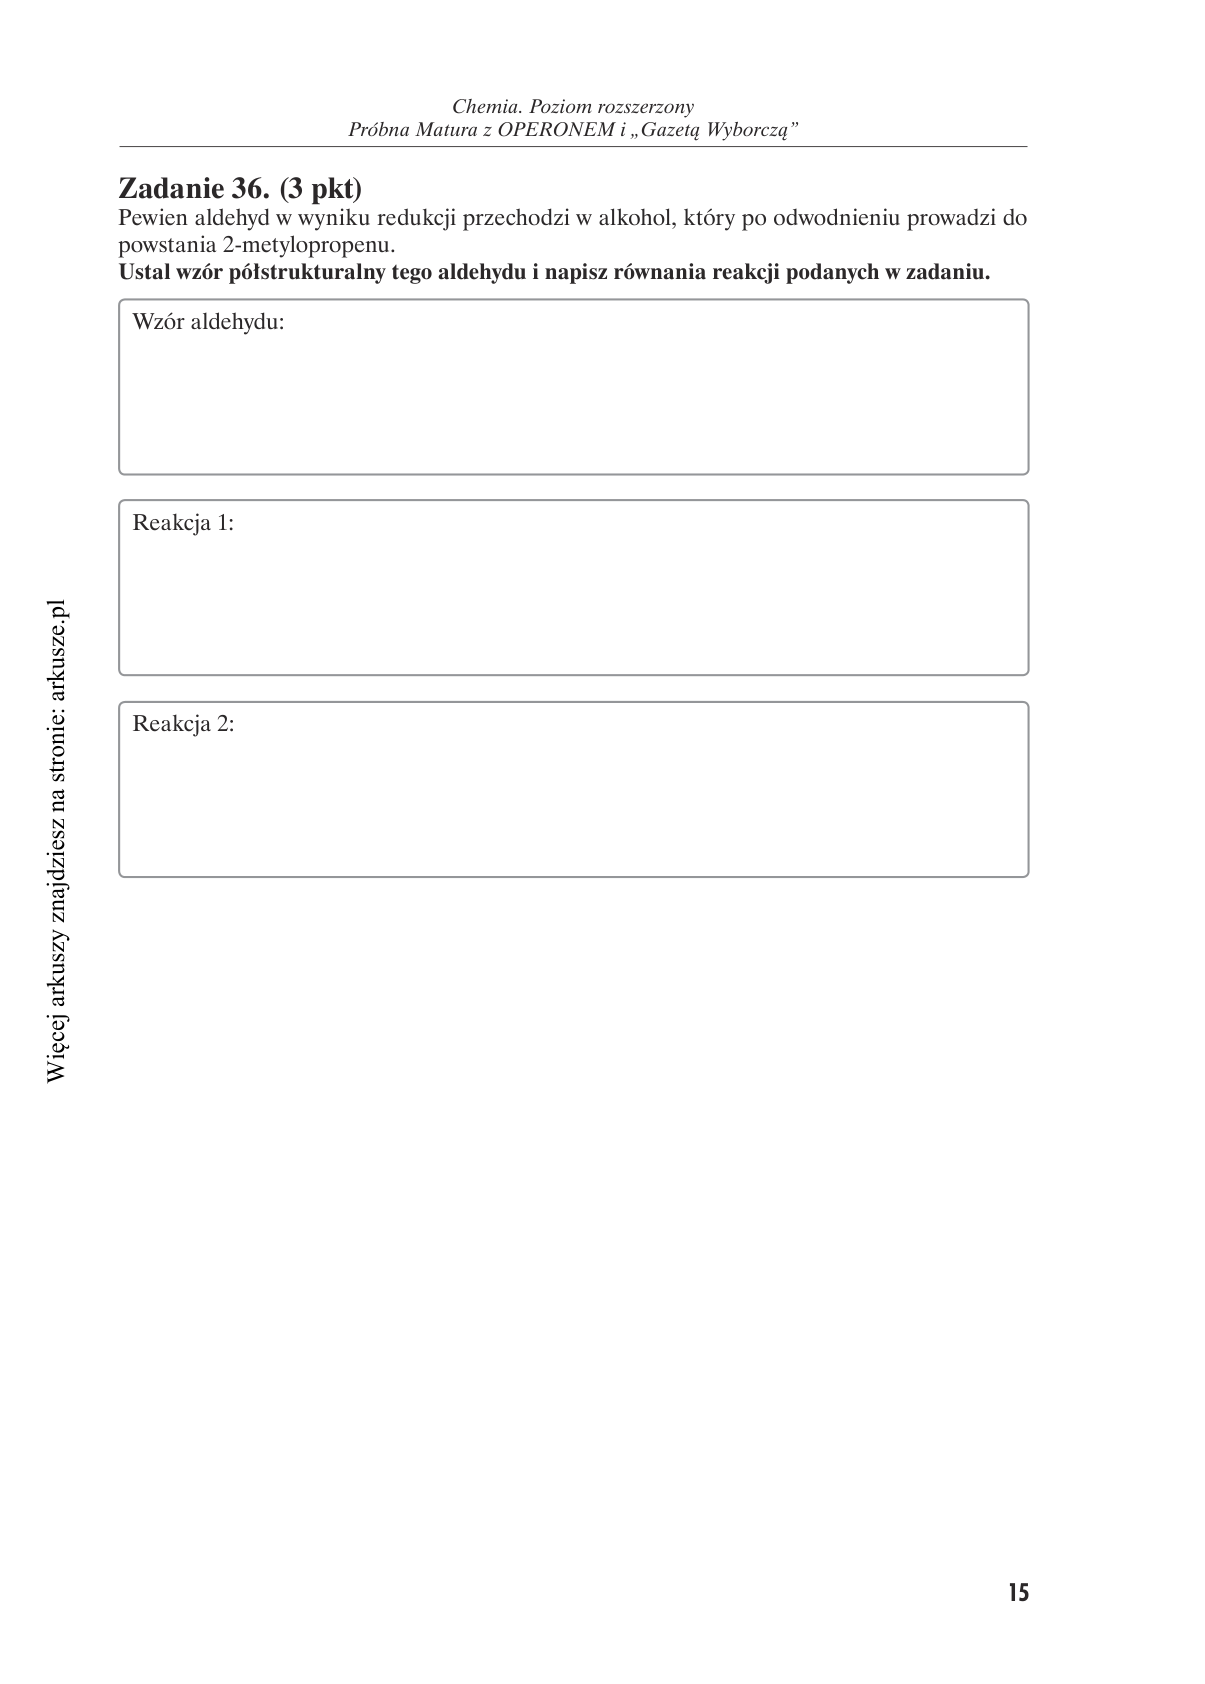 Chemia. Poziom rozszerzony
Próbna Matura z OPERONEM i „Gazetą Wyborczą”
Zadanie 36. (3 pkt)
Pewien aldehyd w wyniku redukcji przechodzi w alkohol, który po odwodnieniu prowadzi do
powstania 2-metylopropenu.
Ustal wzór półstrukturalny tego aldehydu i napisz równania reakcji podanych w zadaniu.
Wzór aldehydu:
Reakcja 1:
Reakcja 2:
Więcej arkuszy znajdziesz na stronie: arkusze.pl
15